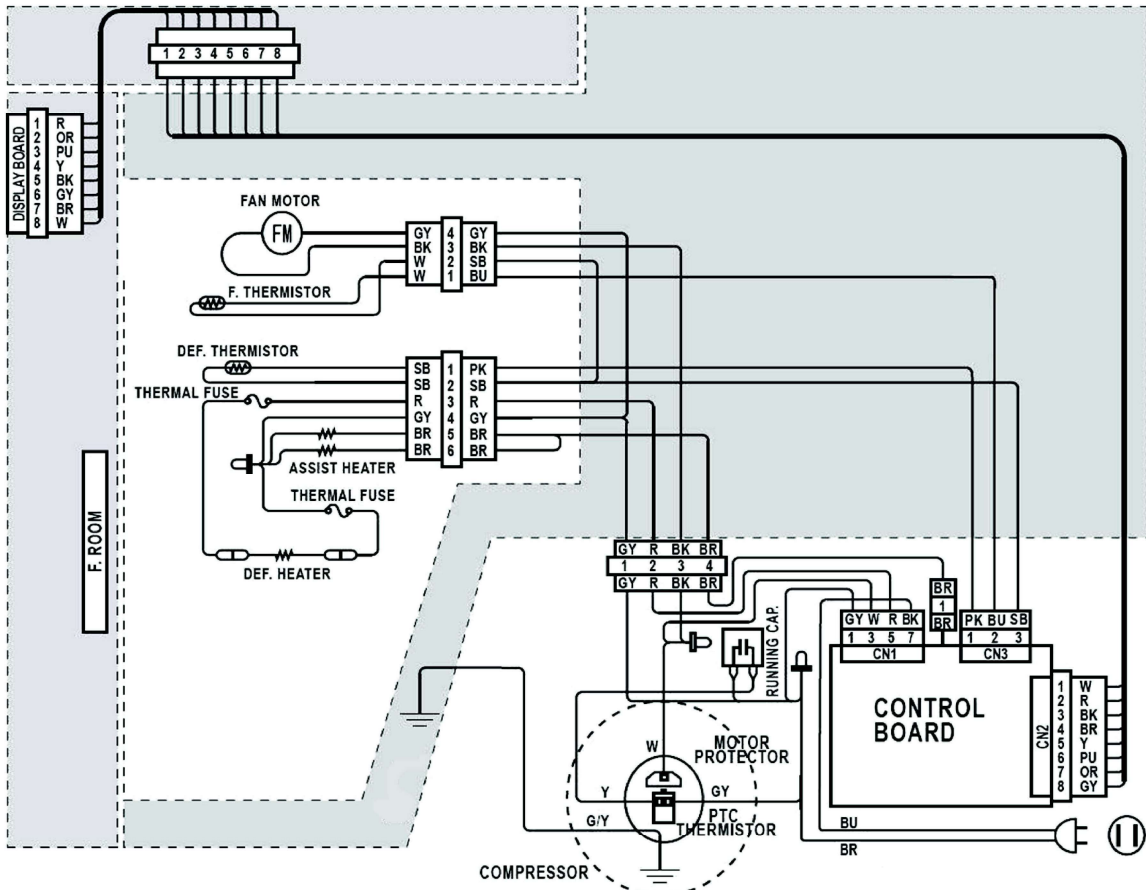 1 2 3 4 5 6 7 8
DISPLAY BOARD
1 R
2 OR
3 PU
4 Y
5 BK
6 GY
7 BR
8 W
FAN MOTOR
FM
GY 4 GY
BK 3 BK
W 2 SB
W 1 BU
F. THERMISTOR
DEF. THERMISTOR
SB 1 PK
SB 2 SB
THERMAL FUSE
R 3 R
GY 4 GY
BR 5 BR
BR 6 BR
ASSIST HEATER
THERMAL FUSE
DEF. HEATER
F. ROOM
GY R BK BR
1 2 3 4
GY R BK BR
BR
1
BR
GY W R BK
1 3 5 7
CN1
PK BU SB
1 2 3
CN3
RUNNING CAP.
CONTROL
BOARD
CN2
1 W
2 R
3 BK
4 BR
5 Y
6 PU
7 OR
8 GY
W
MOTOR
PROTECTOR
Y
GY
G/Y
PTC
THERMISTOR
COMPRESSOR
BU
BR